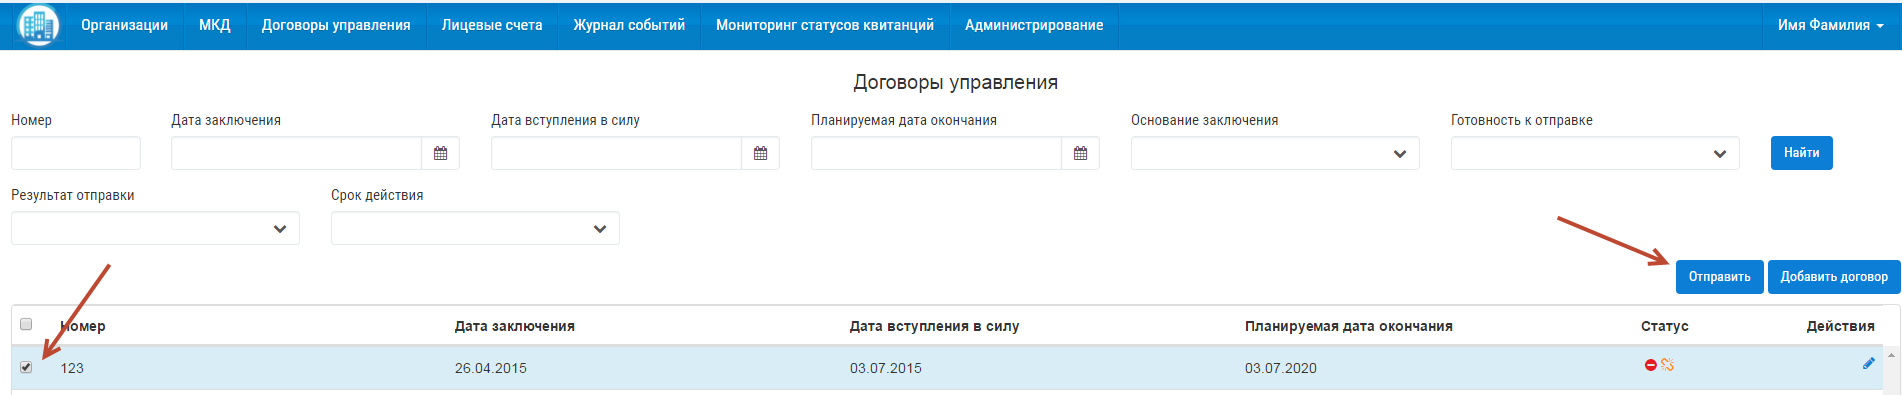 Организации МКД Договоры управления Лицевые счета Журнал событий Мониторинг статусов квитанций Администрирование Имя Фамилия
Договоры управления
Номер Дата заключения Дата вступления в силу Планируемая дата окончания Основание заключения Готовность к отправке
Найти
Результат отправки Срок действия
Отправить Добавить договор
Номер Дата заключения Дата вступления в силу Планируемая дата окончания Статус Действия
123 26.04.2015 03.07.2015 03.07.2020